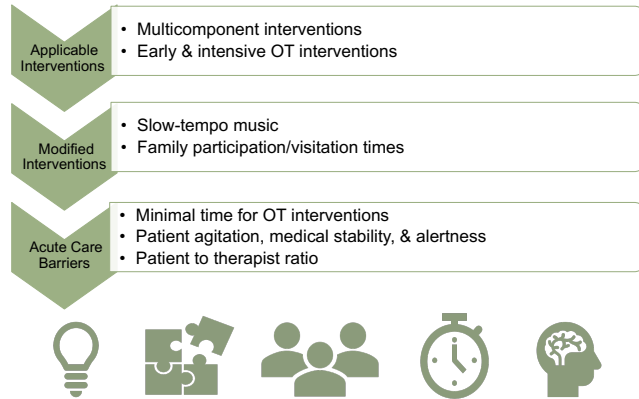 Applicable
Interventions
• Multicomponent interventions
• Early & intensive OT interventions
Modified
Interventions
• Slow-tempo music
• Family participation/visitation times
Acute Care
Barriers
• Minimal time for OT interventions
• Patient agitation, medical stability, & alertness
• Patient to therapist ratio